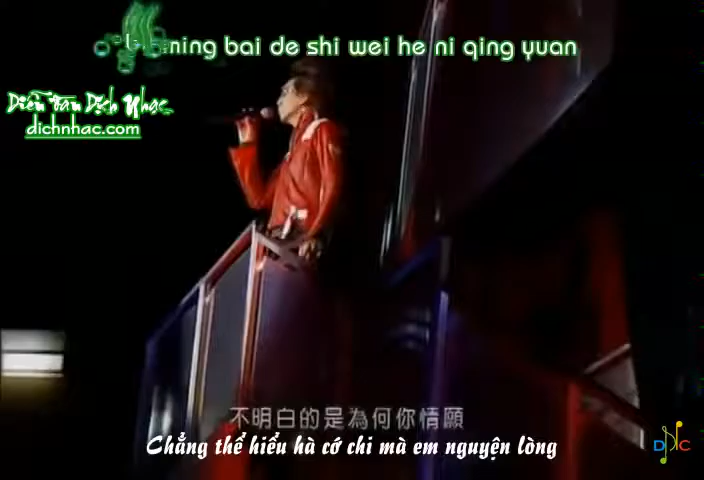 ming bai de shi wei he ni qing yuan
Diễn Đàn Dịch Nhạc
dichnhac.com
不明白的是為何你情願
Chẳng thể hiểu hà cớ chi mà em nguyện lòng